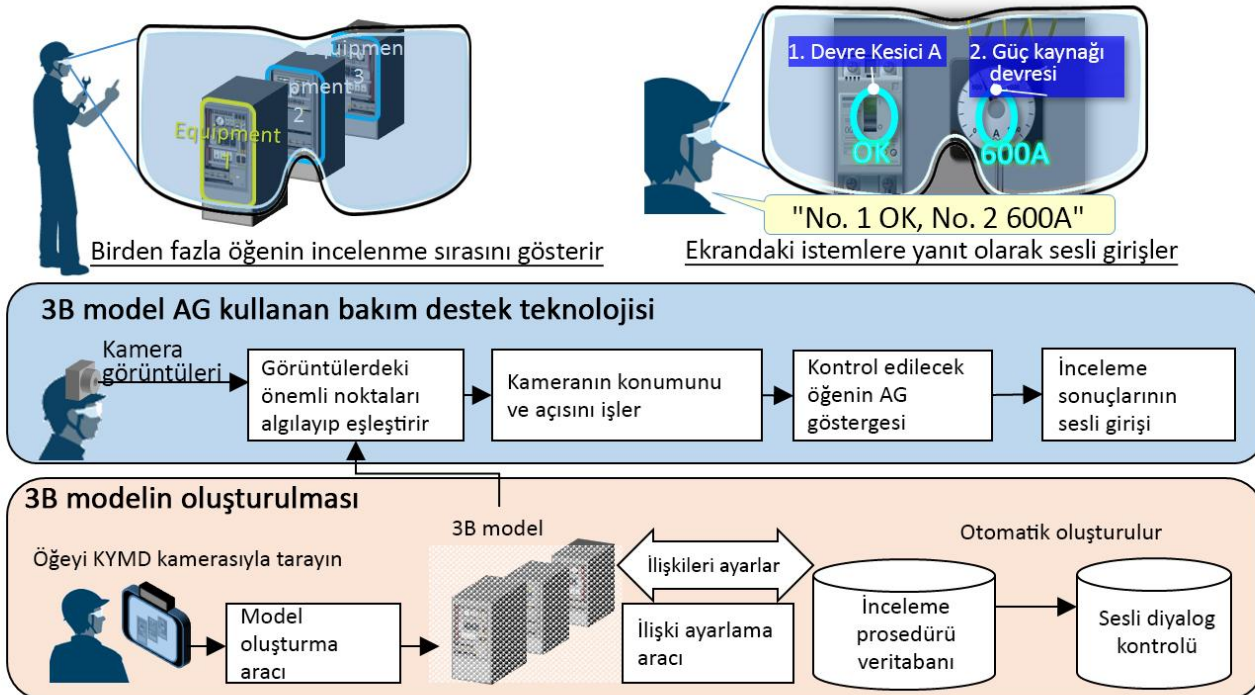 Equipment
1
pment
2
Equipmen
3
Birden fazla öğenin incelenme sırasını gösterir
1. Devre Kesici A
2. Güç kaynağı
devresi
OK
600A
"No. 1 OK, No. 2 600A"
Ekrandaki istemlere yanıt olarak sesli girişler
3B model AG kullanan bakım destek teknolojisi
Kamera
görüntüleri
Görüntülerdeki
önemli noktaları
algılayıp eşleştirir
Kameranın konumunu
ve açısını işler
Kontrol edilecek
öğenin AG
göstergesi
İnceleme
sonuçlarının
sesli girişi
3B modelin oluşturulması
Öğeyi KYMD kamerasıyla tarayın
Model
oluşturma
aracı
3B model
İlişkileri ayarlar
İlişki ayarlama
aracı
Otomatik oluşturulur
İnceleme
prosedürü
veritabanı
Sesli diyalog
kontrolü